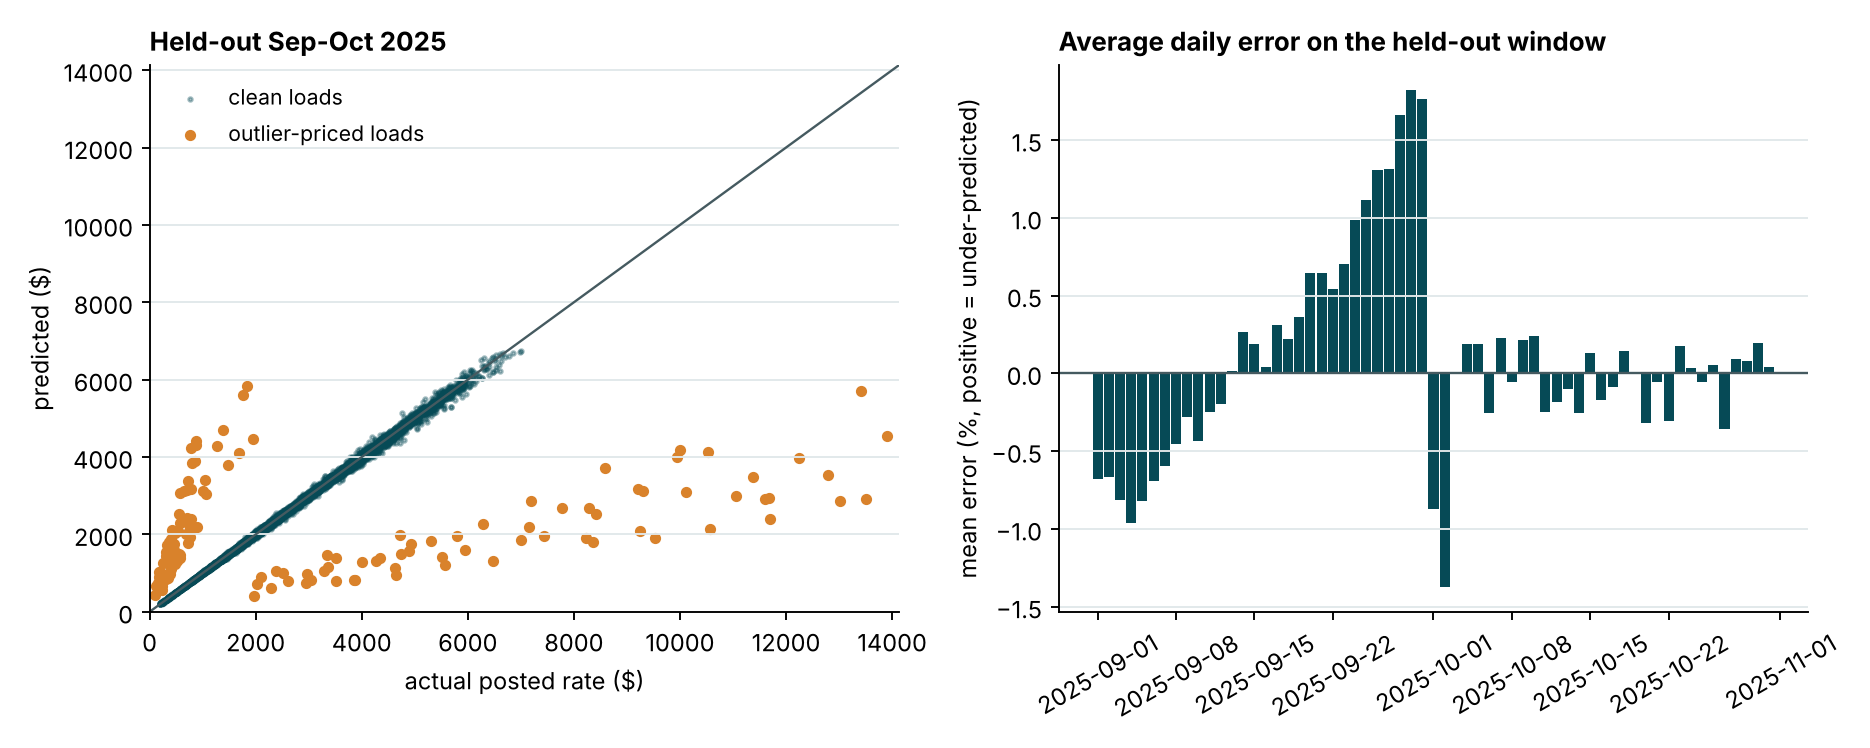 Held-out Sep-Oct 2025
clean loads
outlier-priced loads
predicted ($)
14000
12000
10000
8000
6000
4000
2000
0
0 2000 4000 6000 8000 10000 12000 14000
actual posted rate ($)
Average daily error on the held-out window
mean error (%, positive = under-predicted)
1.5
1.0
0.5
0.0
−0.5
−1.0
−1.5
2025-09-01 2025-09-08 2025-09-15 2025-09-22 2025-10-01 2025-10-08 2025-10-15 2025-10-22 2025-11-01